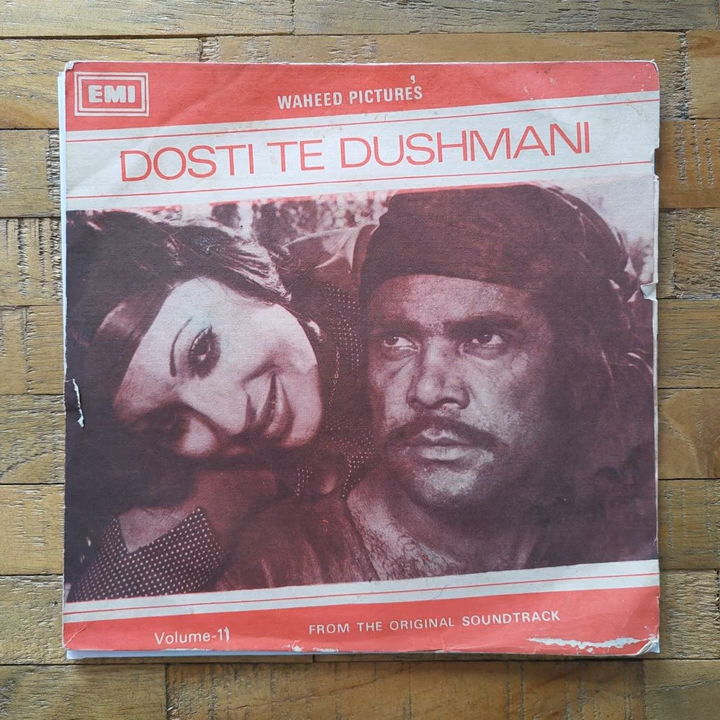 EMI
WAHEED PICTURES
DOSTI TE DUSHMANI
Volume-11
FROM THE ORIGINAL SOUNDTRACK